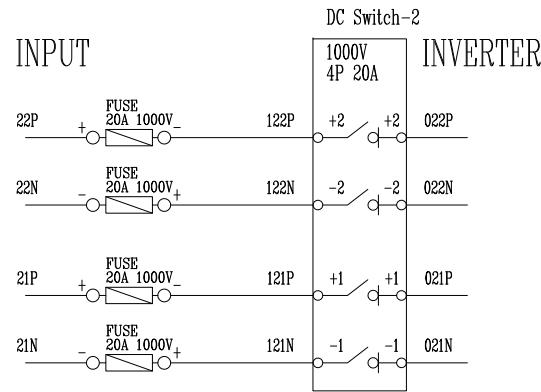 DC Switch-2
INPUT
1000V
4P 20A
INVERTER
FUSE
20A 1000V
22P + - 122P +2 +2 022P
FUSE
20A 1000V
22N - + 122N -2 -2 022N
FUSE
20A 1000V
21P + - 121P +1 +1 021P
FUSE
20A 1000V
21N - + 121N -1 -1 021N